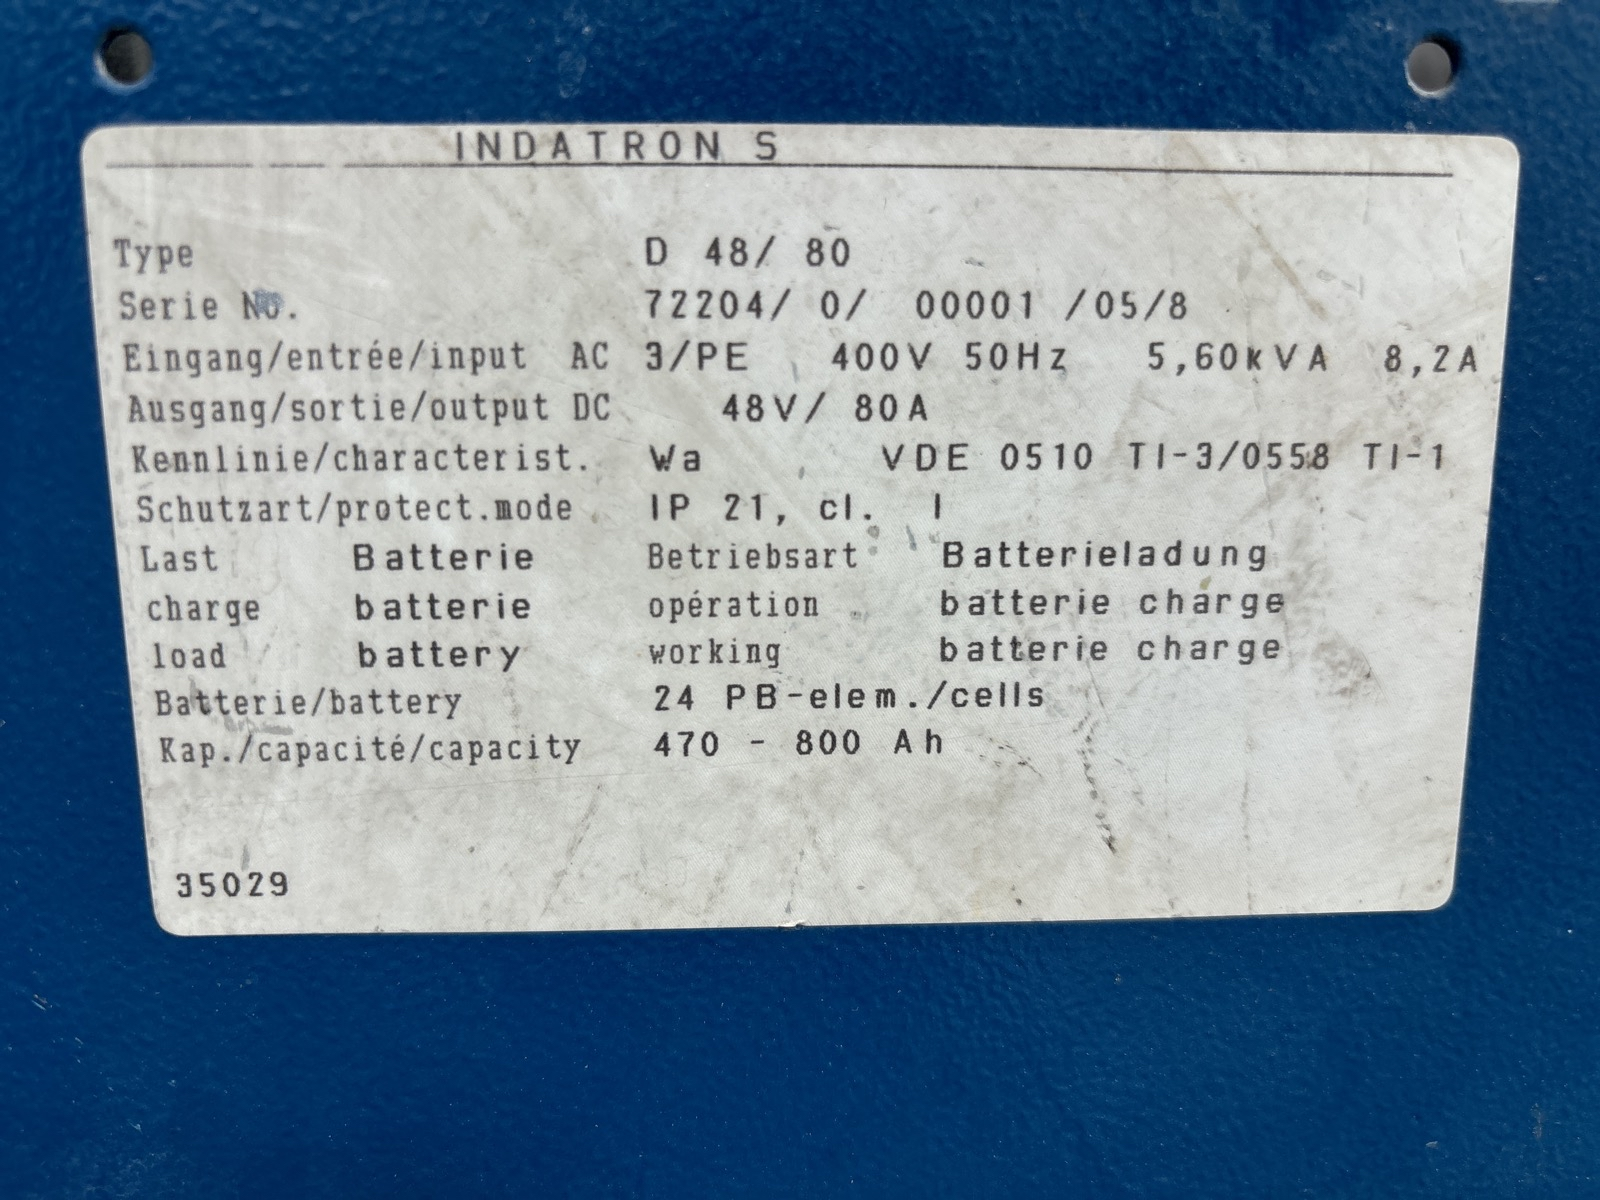 INDATRON S
Type D 48/ 80
Serie No. 72204/ 0/ 00001 /05/8
Eingang/entrée/input AC 3/PE 400V 50Hz 5,60kVA 8,2A
Ausgang/sortie/output DC 48V/ 80A
Kennlinie/characterist. Wa VDE 0510 TI-3/0558 TI-1
Schutzart/protect.mode IP 21, cl. I
Last Batterie Betriebsart Batterieladung
charge batterie opération batterie charge
load battery working batterie charge
Batterie/battery 24 PB-elem./cells
Kap./capacité/capacity 470 - 800 Ah
35029